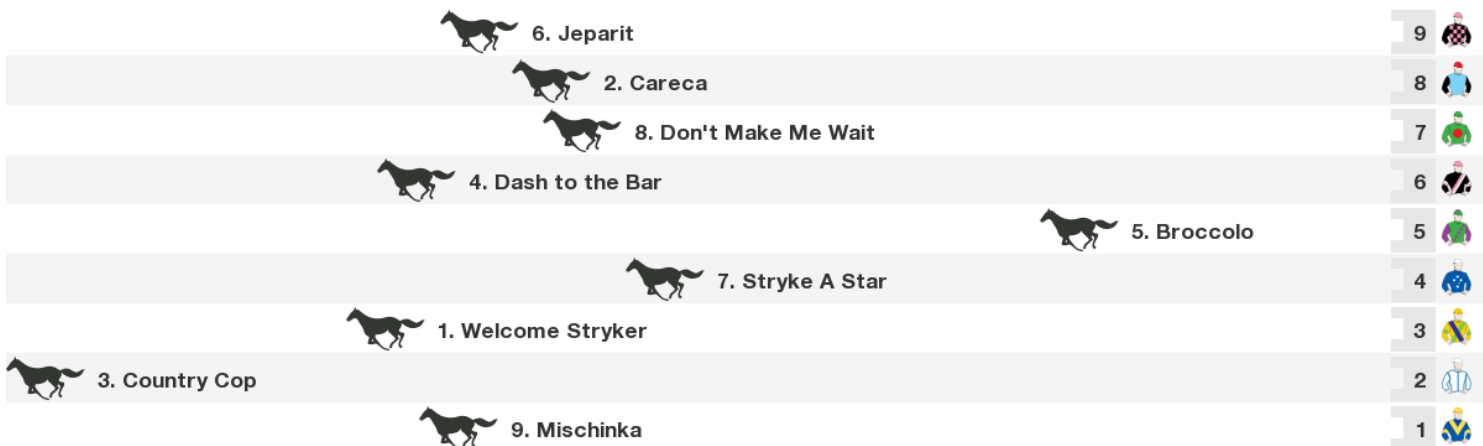 6. Jeparit 9
2. Careca 8
8. Don't Make Me Wait 7
4. Dash to the Bar 6
5. Broccolo 5
7. Stryke A Star 4
1. Welcome Stryker 3
3. Country Cop 2
9. Mischinka 1